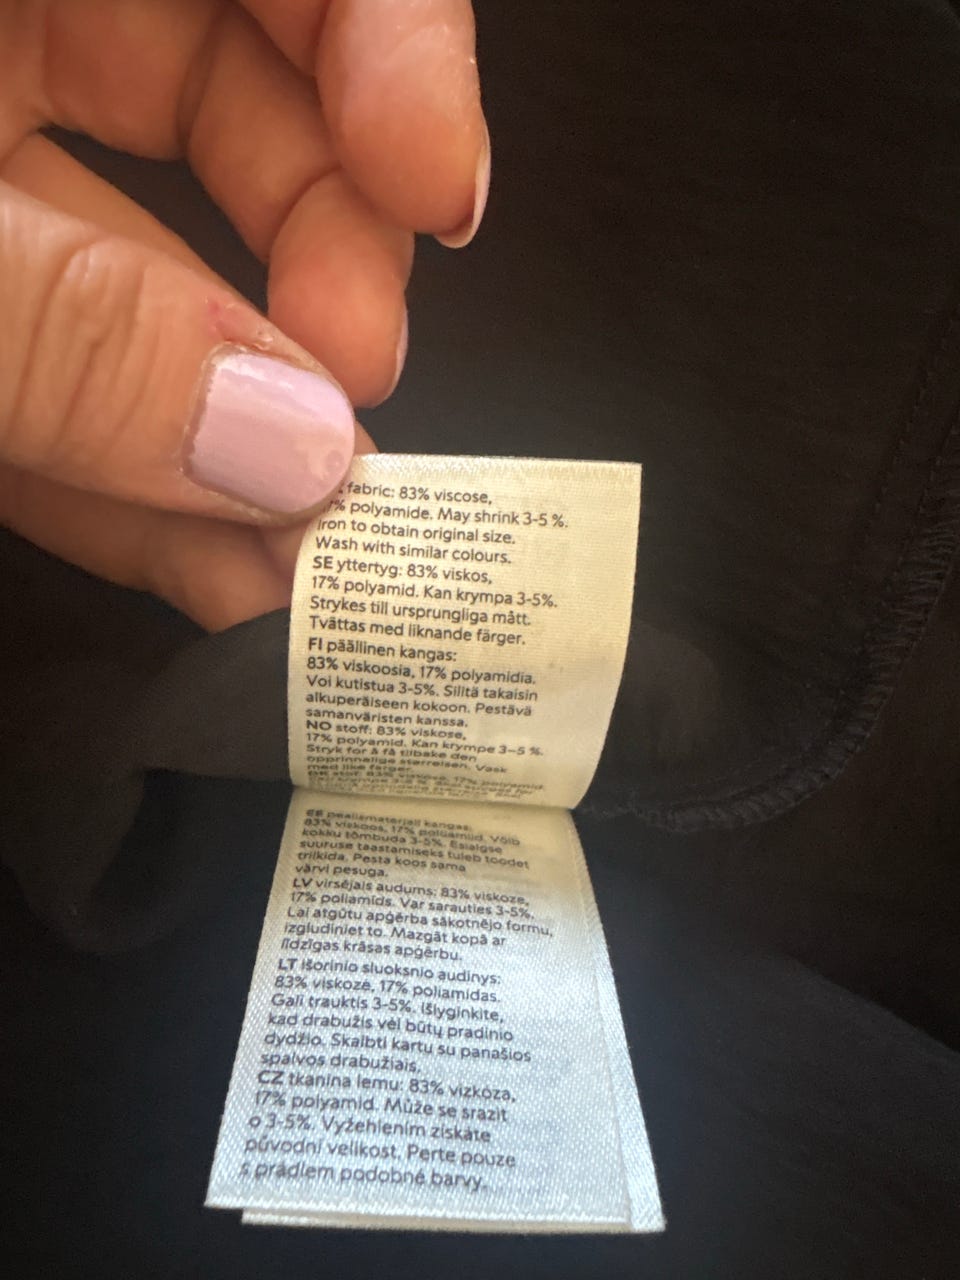 fabric: 83% viscose,
% polyamide. May shrink 3-5 %.
Iron to obtain original size.
Wash with similar colours.
SE yttertyg: 83% viskos,
17% polyamid. Kan krympa 3-5%.
Strykes till ursprungliga mått.
Tvättas med liknande färger.
FI päällinen kangas:
83% viskoosia, 17% polyamidia.
Voi kutistua 3-5%. Silitä takaisin
alkuperäiseen kokoon. Pestävä
samanväristen kanssa.
NO stoff: 83% viskose,
17% polyamid. Kan krympe 3-5 %.
Stryk for å få tilbake den
opprinnelige størrelsen. Vask
med like farger.
DK stof: 83% viscose, 17% polyamid.
EE pealismaterjali kangas:
83% viskoos, 17% polüamiid. Võib
kokku tõmbuda 3-5%. Esialgse
suuruse taastamiseks tuleb toodet
triikida. Pesta koos sama
värvi pesuga.
LV virsējais audums: 83% viskoze,
17% poliamīds. Var sarauties 3-5%.
Lai atgūtu apģērba sākotnējo formu,
izgludiniet to. Mazgāt kopā ar
līdzīgas krāsas apģērbu.
LT išorinio sluoksnio audinys:
83% viskozė, 17% poliamidas.
Gali trauktis 3-5%. Išlyginkite,
kad drabužis vėl būtų pradinio
dydžio. Skalbti kartu su panašios
spalvos drabužiais.
CZ tkanina lemu: 83% vizkóza,
17% polyamid. Může se srazit
o 3-5%. Vyžehlením získáte
původní velikost. Perte pouze
s prádlem podobné barvy.